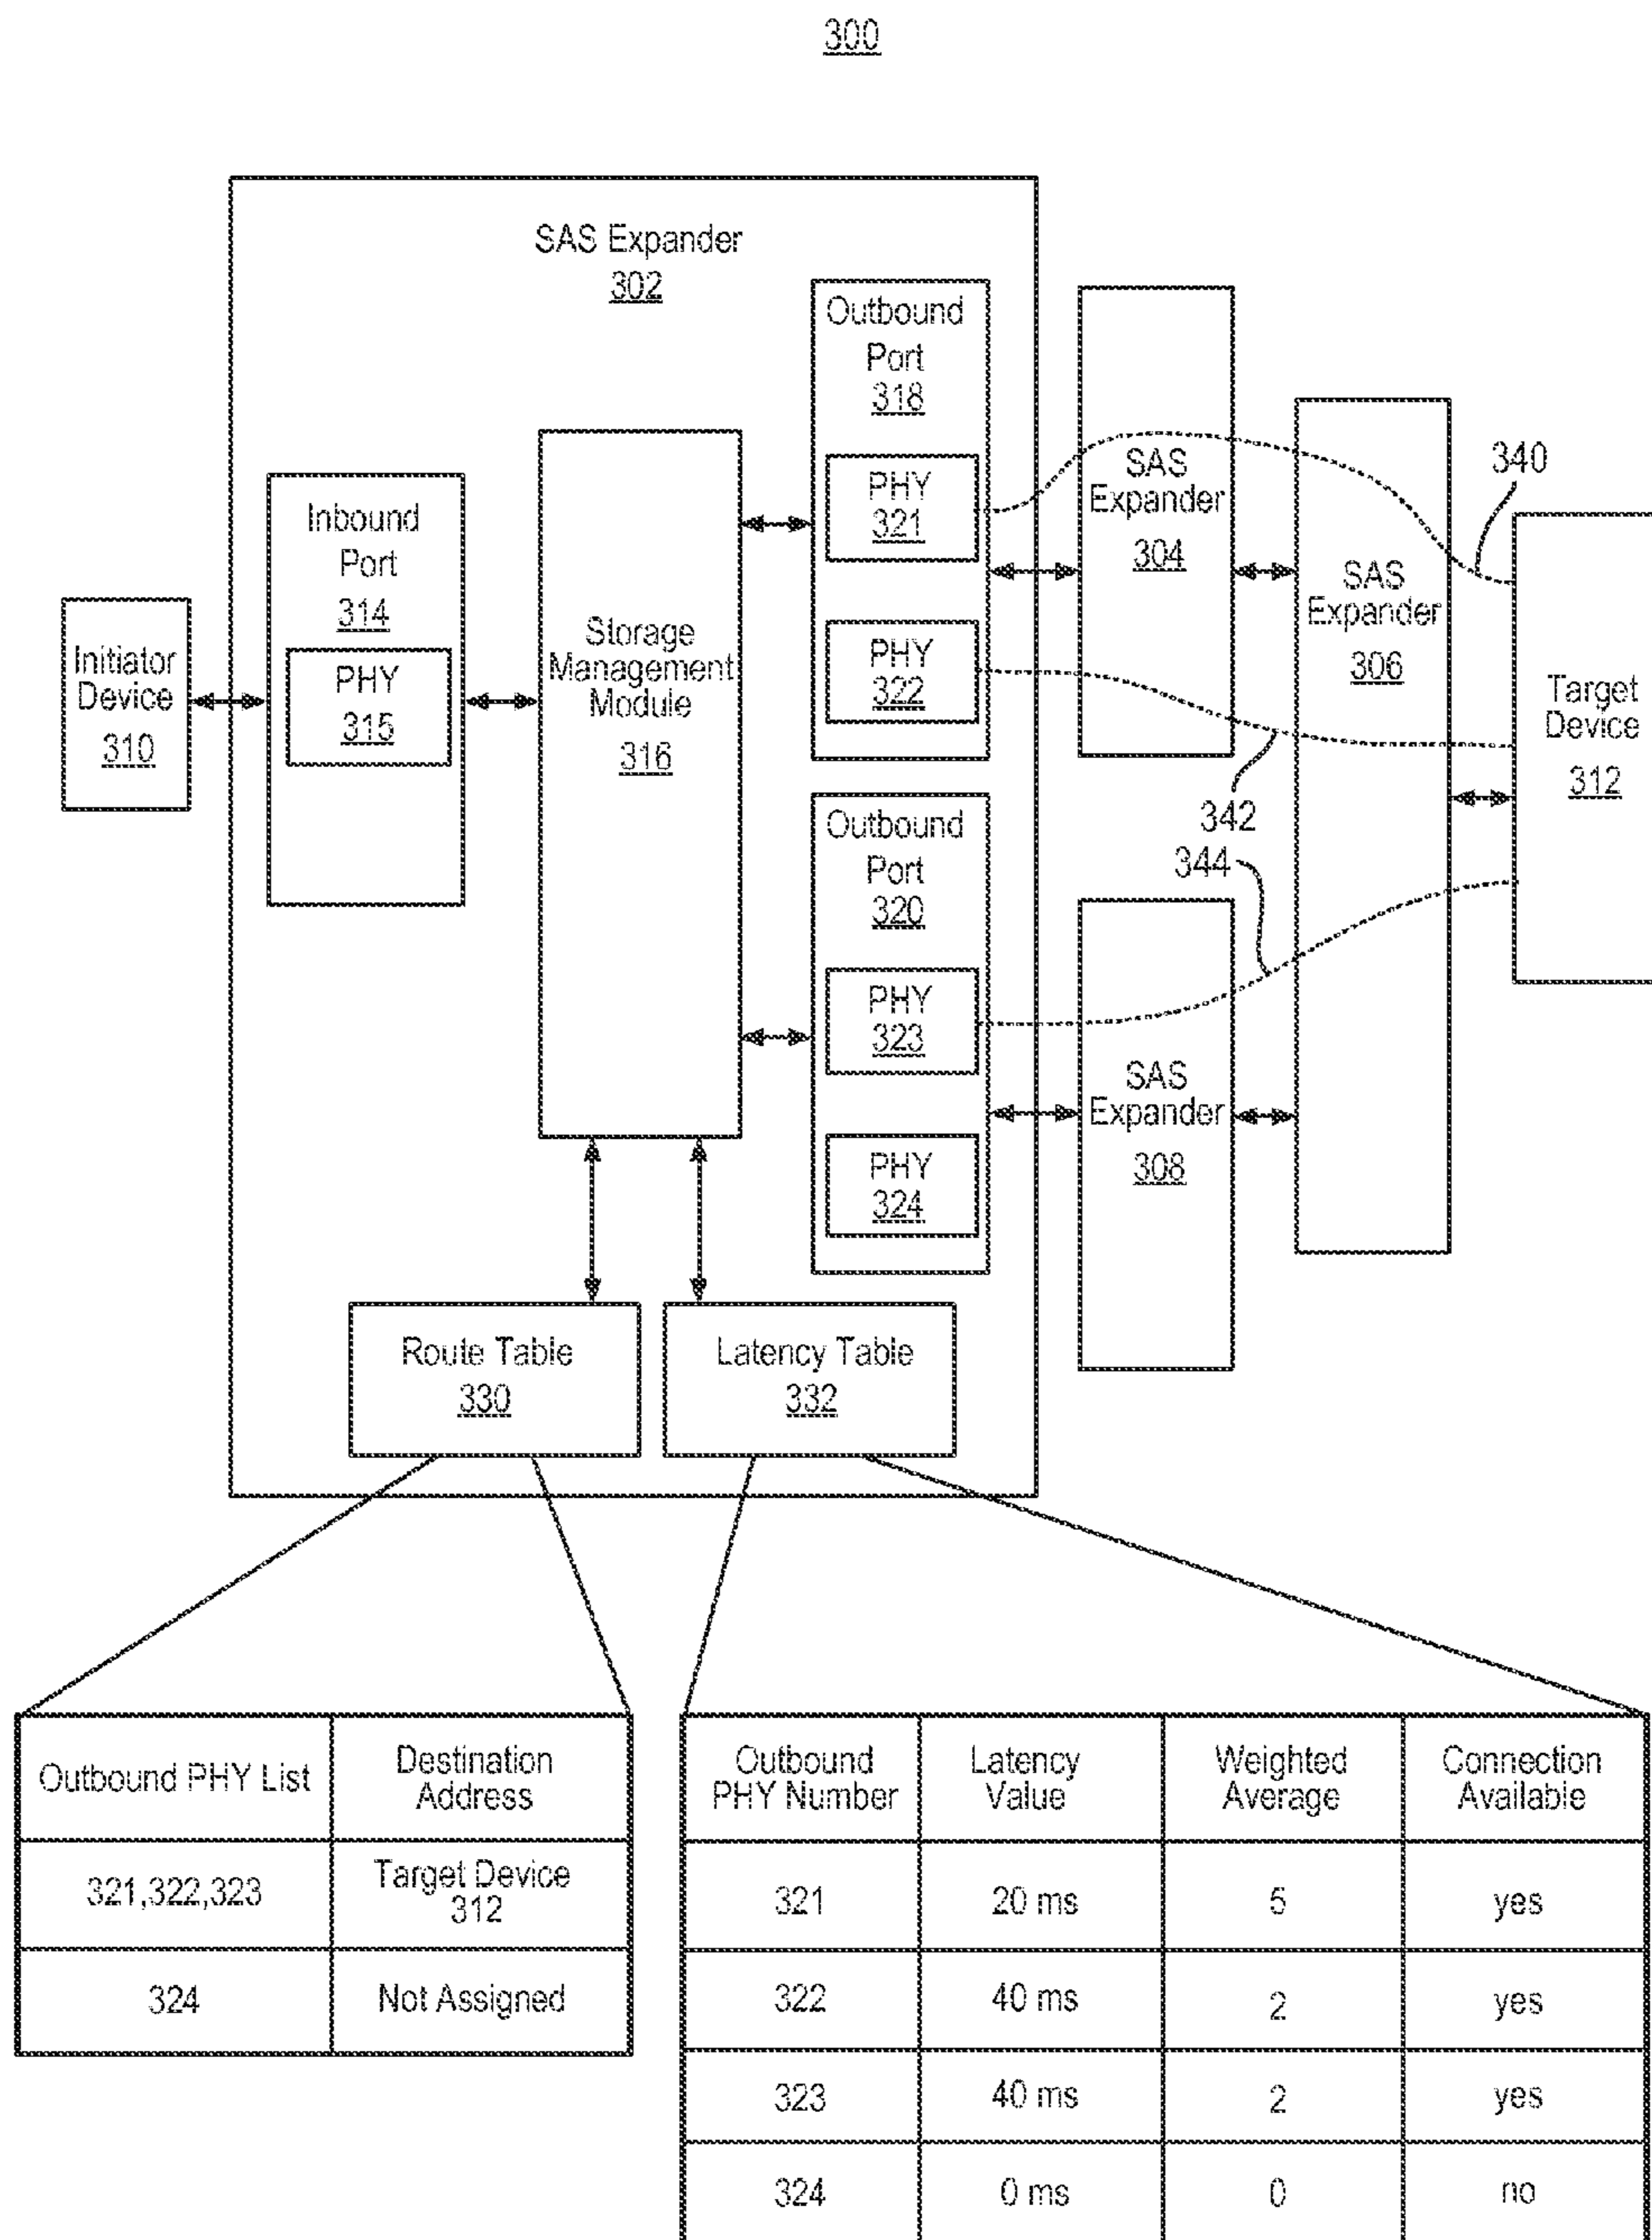 300
SAS Expander
302
Outbound
Port
318
PHY
321
PHY
322
SAS
Expander
304
340
SAS
Expander
306
Inbound
Port
314
PHY
315
Initiator
Device
310
Storage
Management
Module
316
Target
Device
312
342
344
Outbound
Port
320
PHY
323
PHY
324
SAS
Expander
308
Route Table
330
Latency Table
332
Outbound PHY List
Destination
Address
321,322,323
Target Device
312
324
Not Assigned
Outbound
PHY Number
Latency
Value
Weighted
Average
Connection
Available
321
20 ms
5
yes
322
40 ms
2
yes
323
40 ms
2
yes
324
0 ms
0
no